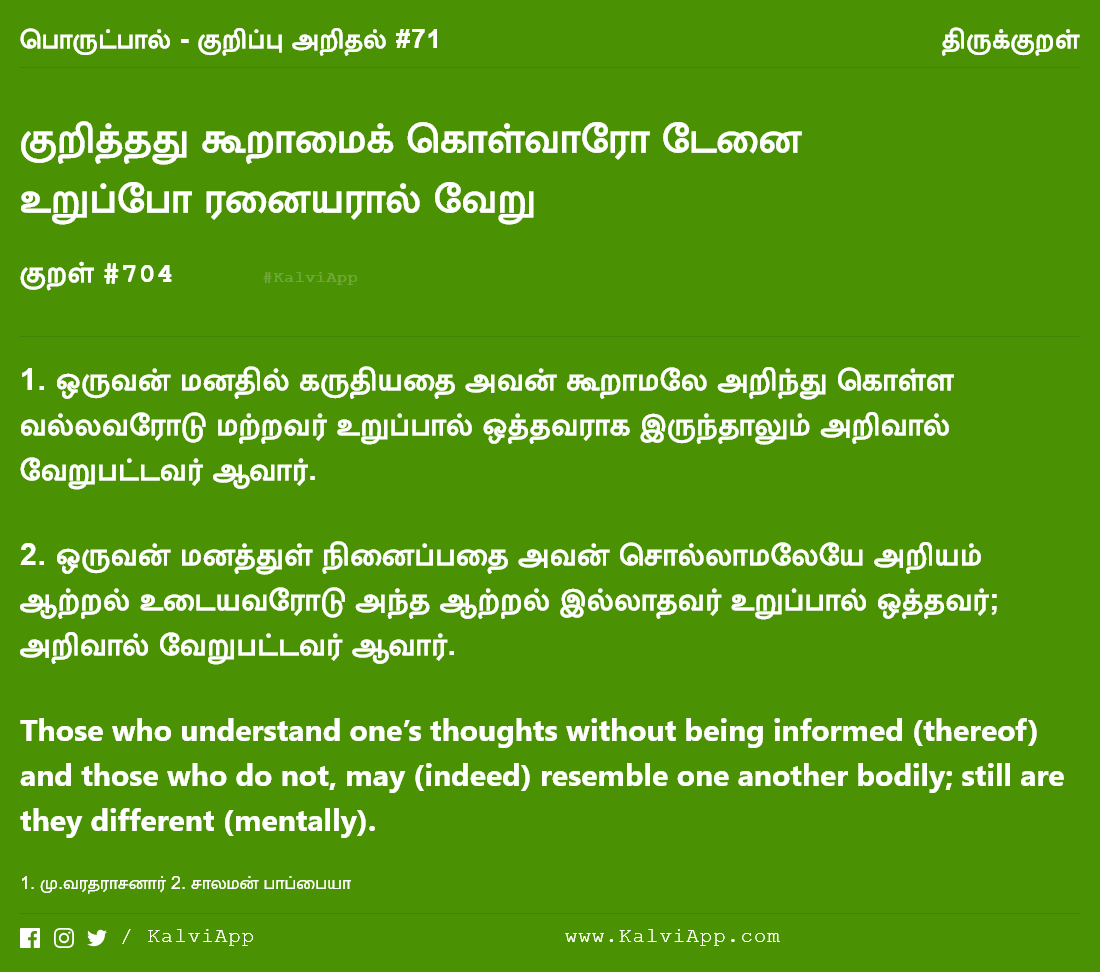 பொருட்பால் - குறிப்பு அறிதல் #71 திருக்குறள்
குறித்தது கூறாமைக் கொள்வாரோ டேனை
உறுப்போ ரனையரால் வேறு
குறள் #704 #KalviApp
1. ஒருவன் மனதில் கருதியதை அவன் கூறாமலே அறிந்து கொள்ள
வல்லவரோடு மற்றவர் உறுப்பால் ஒத்தவராக இருந்தாலும் அறிவால்
வேறுபட்டவர் ஆவார்.
2. ஒருவன் மனத்துள் நினைப்பதை அவன் சொல்லாமலேயே அறியம்
ஆற்றல் உடையவரோடு அந்த ஆற்றல் இல்லாதவர் உறுப்பால் ஒத்தவர்;
அறிவால் வேறுபட்டவர் ஆவார்.
Those who understand one’s thoughts without being informed (thereof)
and those who do not, may (indeed) resemble one another bodily; still are
they different (mentally).
1. மு.வரதராசனார் 2. சாலமன் பாப்பையா
/ KalviApp www.KalviApp.com